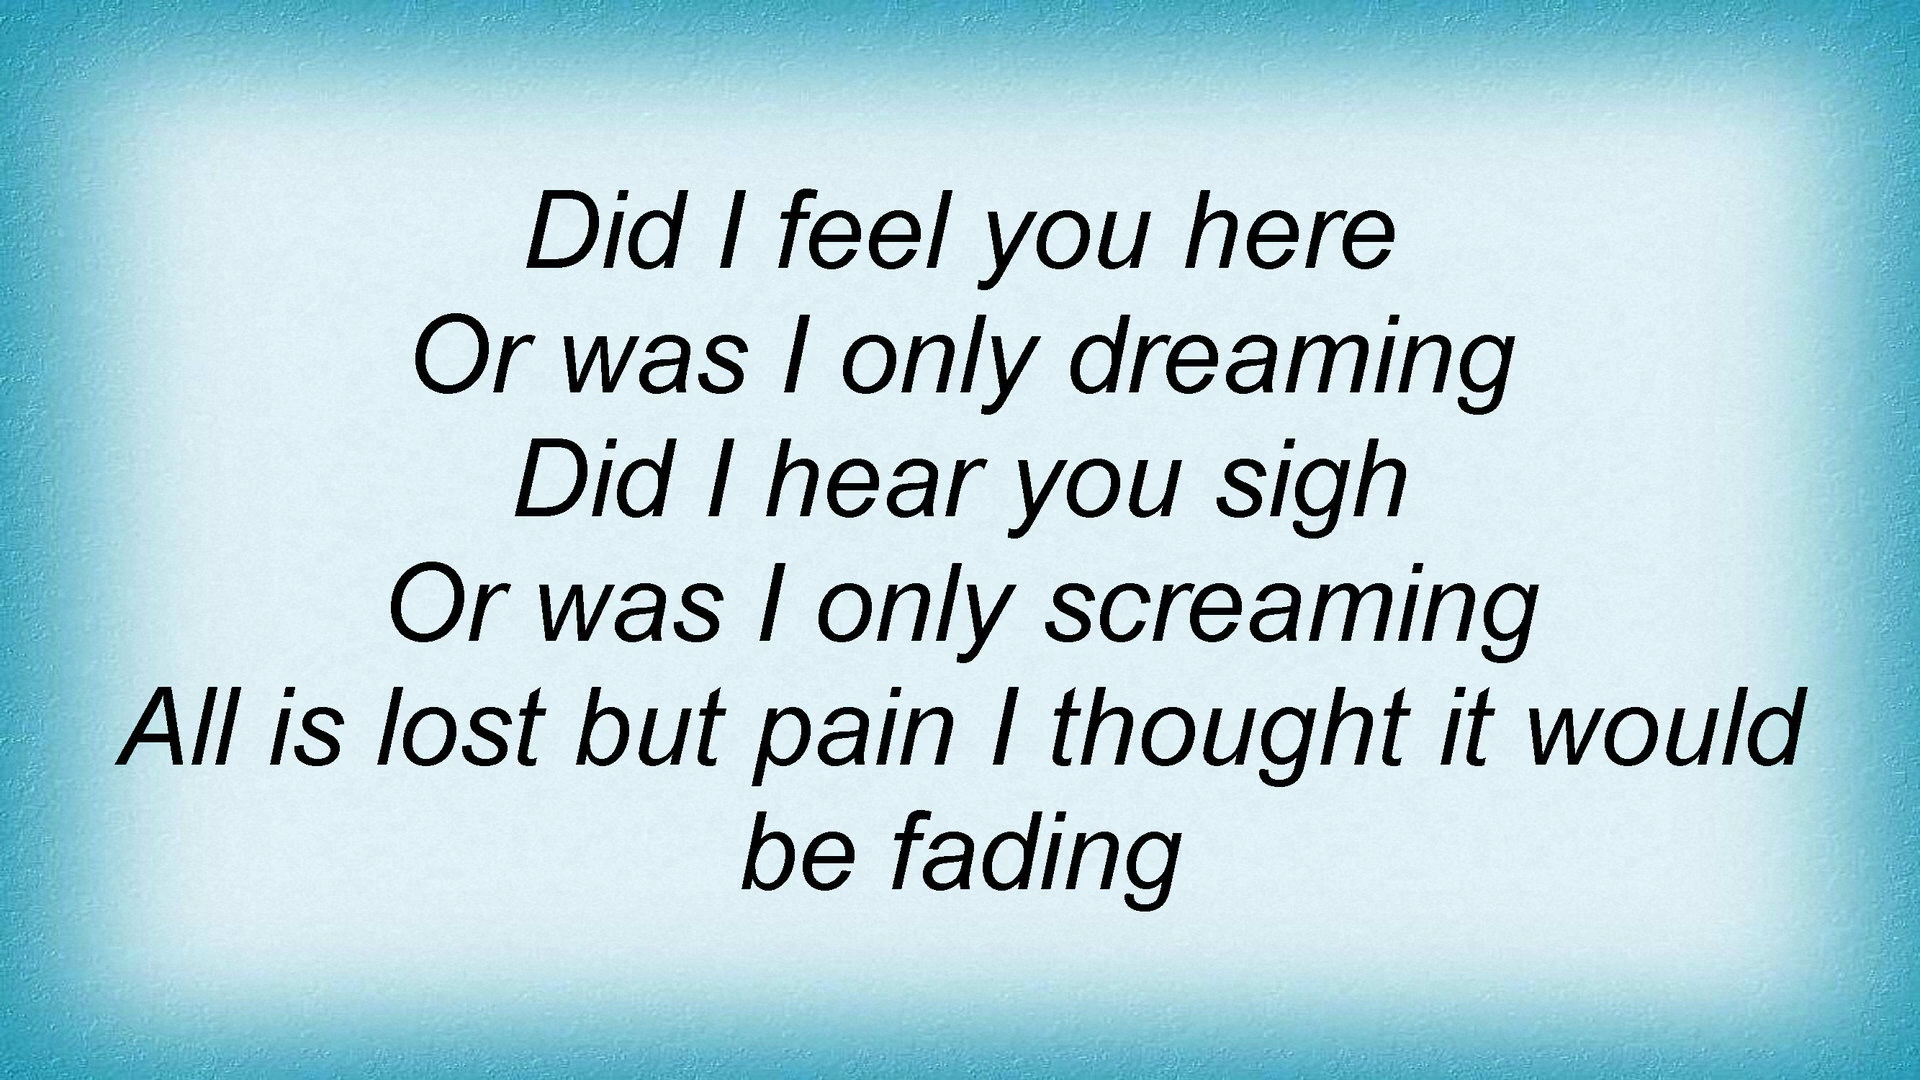 Did I feel you here
Or was I only dreaming
Did I hear you sigh
Or was I only screaming
All is lost but pain I thought it would
be fading